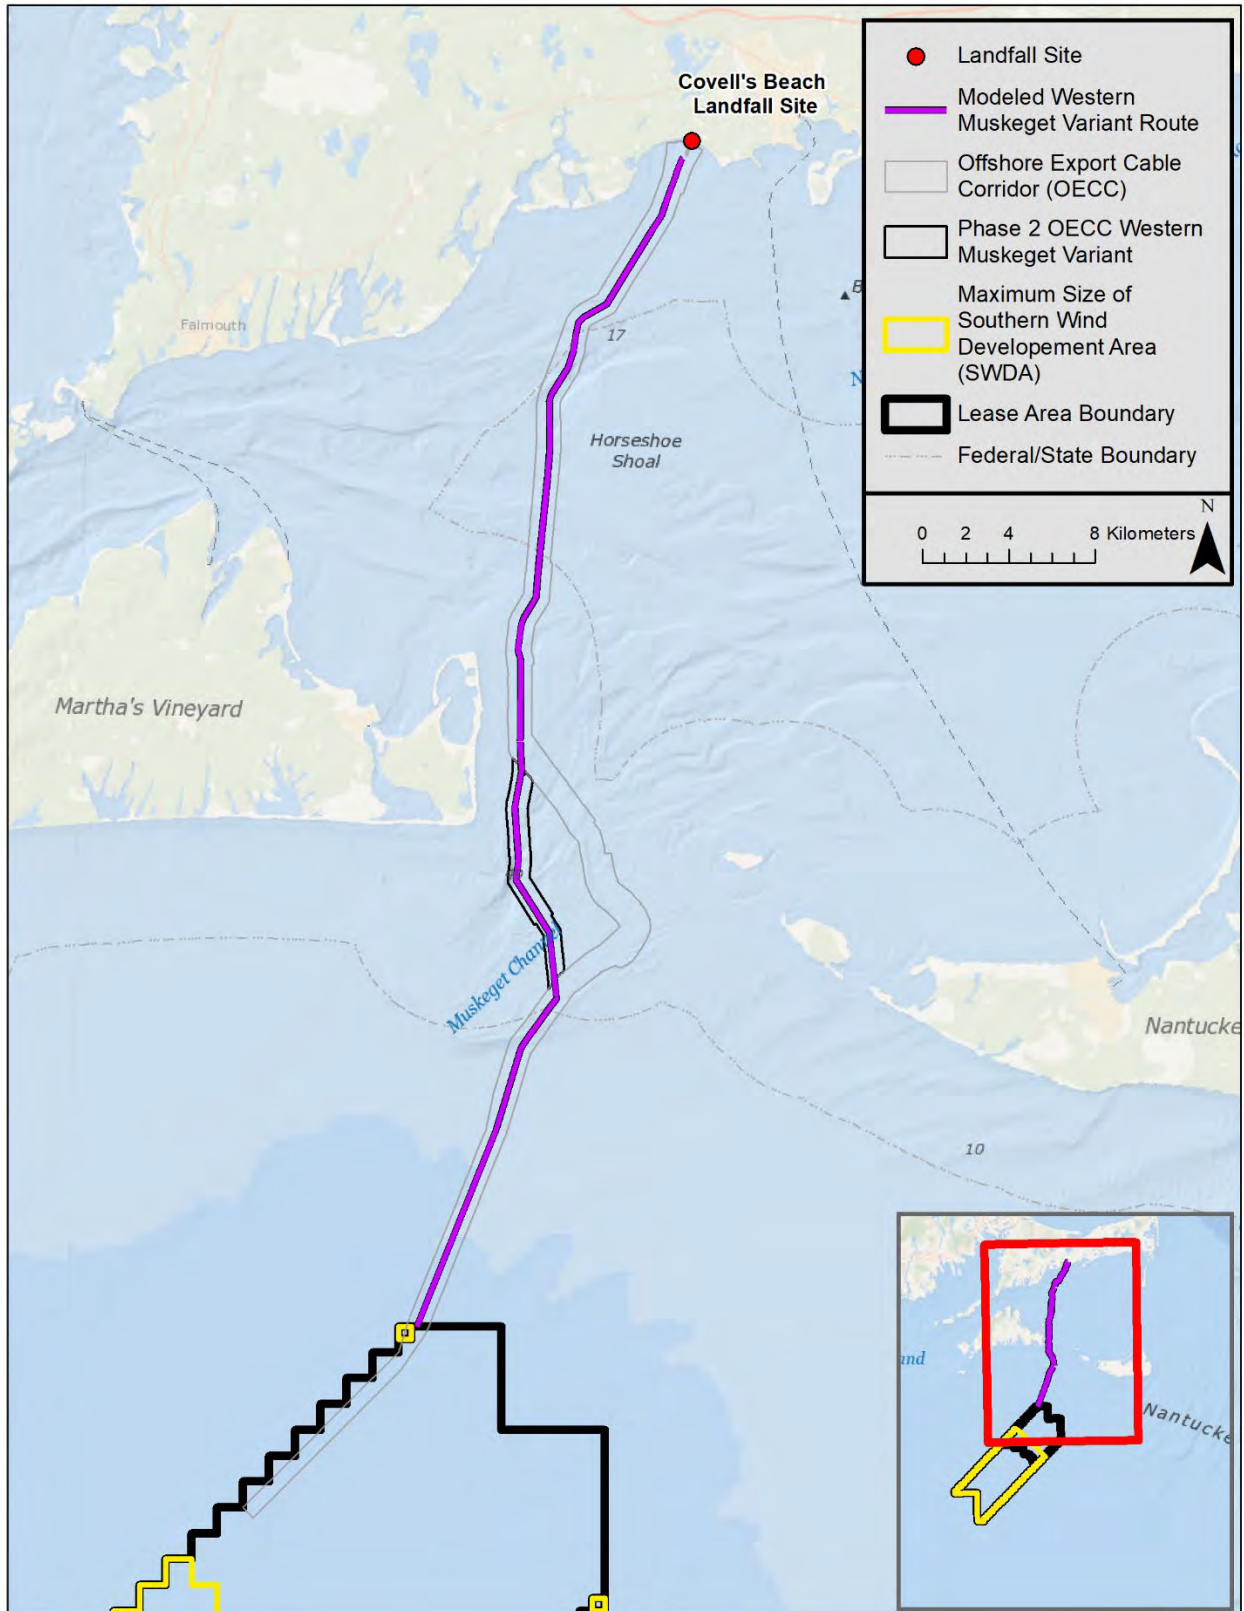 Covell's Beach
Landfall Site
Landfall Site
Modeled Western
Muskeget Variant Route
Offshore Export Cable
Corridor (OECC)
Phase 2 OECC Western
Muskeget Variant
Maximum Size of
Southern Wind
Developement Area
(SWDA)
Lease Area Boundary
Federal/State Boundary
N
0 2 4 8 Kilometers
Falmouth
17
B
N
Horseshoe
Shoal
Martha's Vineyard
Muskeget Channel
Nantucke
10
and
Nantucke